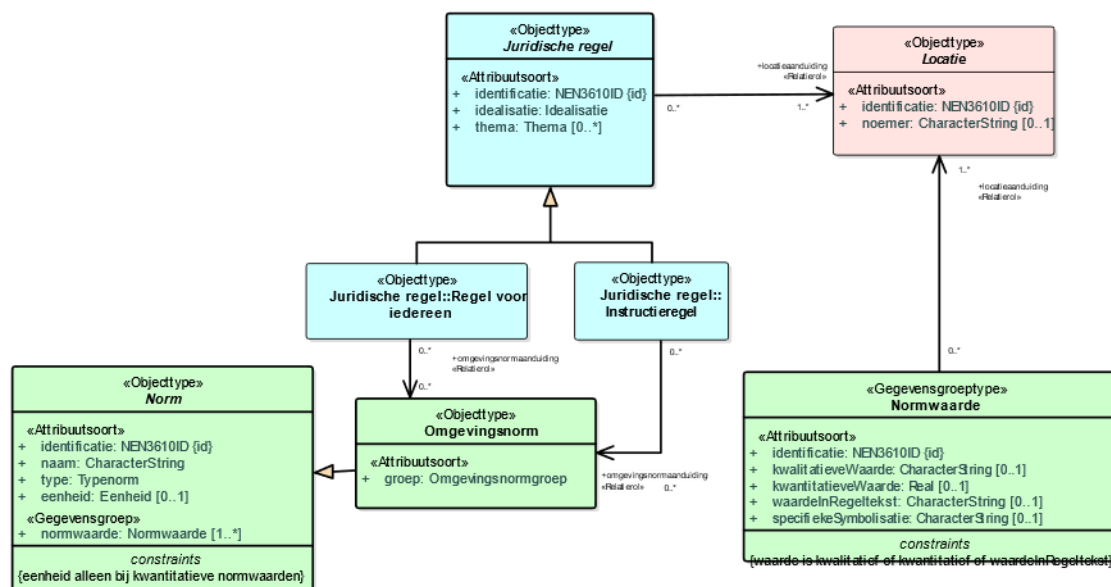 «Objecttype»
Juridische regel
«Attribuutsoort»
+ identificatie: NEN3610ID {id}
+ idealisatie: Idealisatie
+ thema: Thema [0..*]
+locatieaanduiding
«Relatierol»
0..*
1..*
«Objecttype»
Locatie
«Attribuutsoort»
+ identificatie: NEN3610ID {id}
+ noemer: CharacterString [0..1]
1..*
+locatieaanduiding
«Relatierol»
0..*
«Objecttype»
Juridische regel::Regel voor
iedereen
«Objecttype»
Juridische regel::
Instructieregel
0..*
+omgevingsnormaanduiding
«Relatierol»
0..*
0..*
«Objecttype»
Norm
«Attribuutsoort»
+ identificatie: NEN3610ID {id}
+ naam: CharacterString
+ type: Typenorm
+ eenheid: Eenheid [0..1]
«Gegevensgroep»
+ normwaarde: Normwaarde [1..*]
constraints
{eenheid alleen bij kwantitatieve normwaarden}
«Objecttype»
Omgevingsnorm
«Attribuutsoort»
+ groep: Omgevingsnormgroep
+omgevingsnormaanduiding
«Relatierol» 0..*
«Gegevensgroeptype»
Normwaarde
«Attribuutsoort»
+ identificatie: NEN3610ID {id}
+ kwalitatieveWaarde: CharacterString [0..1]
+ kwantitatieveWaarde: Real [0..1]
+ waardeInRegeltekst: CharacterString [0..1]
+ specifiekeSymbolisatie: CharacterString [0..1]
constraints
{waarde is kwalitatief of kwantitatief of waardeInRegeltekst}